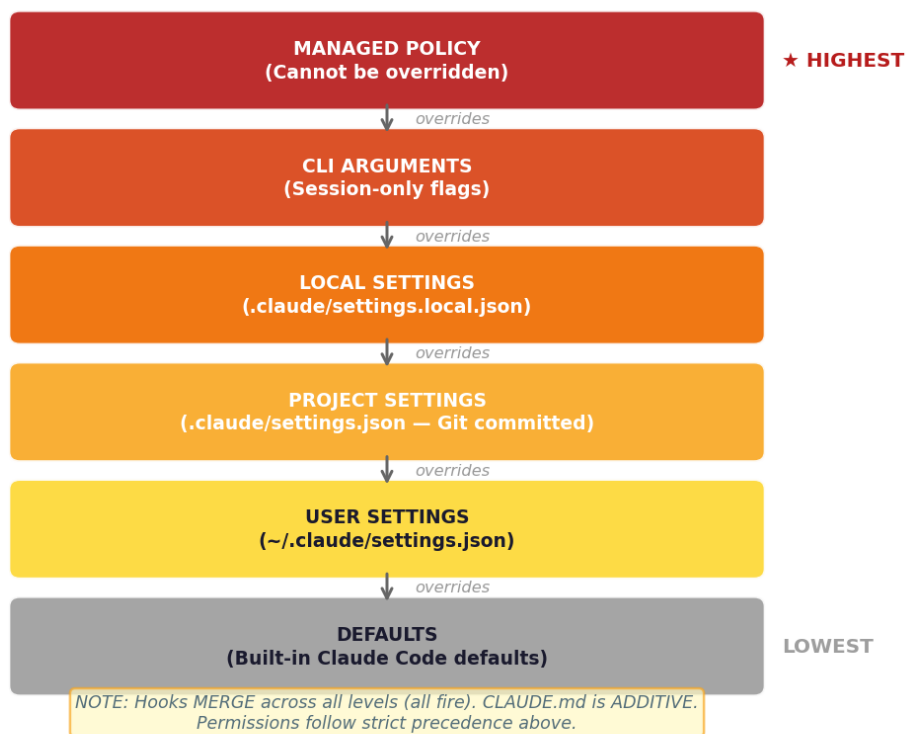 MANAGED POLICY
(Cannot be overridden)
★ HIGHEST
overrides
CLI ARGUMENTS
(Session-only flags)
overrides
LOCAL SETTINGS
(.claude/settings.local.json)
overrides
PROJECT SETTINGS
(.claude/settings.json — Git committed)
overrides
USER SETTINGS
(~/.claude/settings.json)
overrides
DEFAULTS
(Built-in Claude Code defaults)
LOWEST
NOTE: Hooks MERGE across all levels (all fire). CLAUDE.md is ADDITIVE.
Permissions follow strict precedence above.